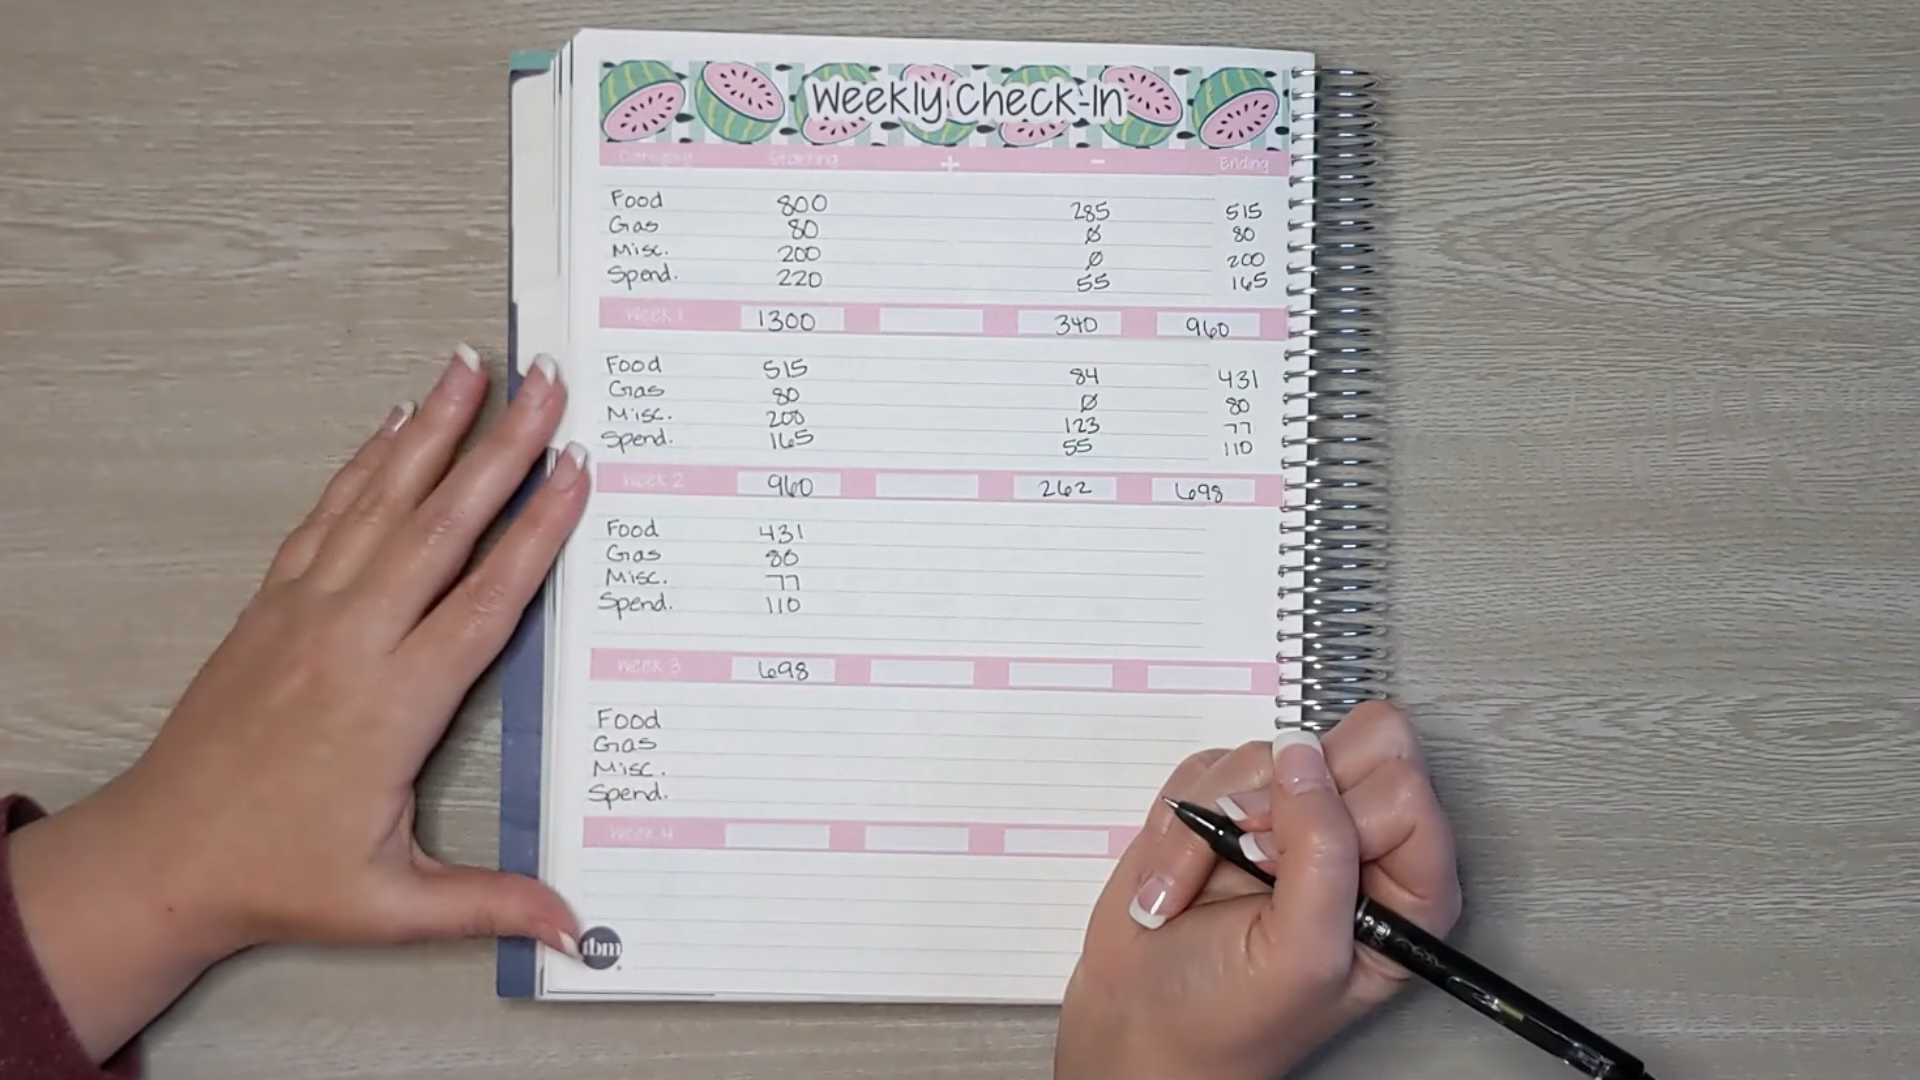 Weekly Check-In
Category Starting + - Ending
Food 800 285 515
Gas 80 Ø 80
Misc. 200 Ø 200
Spend. 220 55 165
Week 1 1300 340 960
Food 515 84 431
Gas 80 Ø 80
Misc. 200 123 77
Spend. 165 55 110
Week 2 960 262 698
Food 431
Gas 80
Misc. 77
Spend. 110
Week 3 698
Food
Gas
Misc.
Spend.
Week 4
tbm